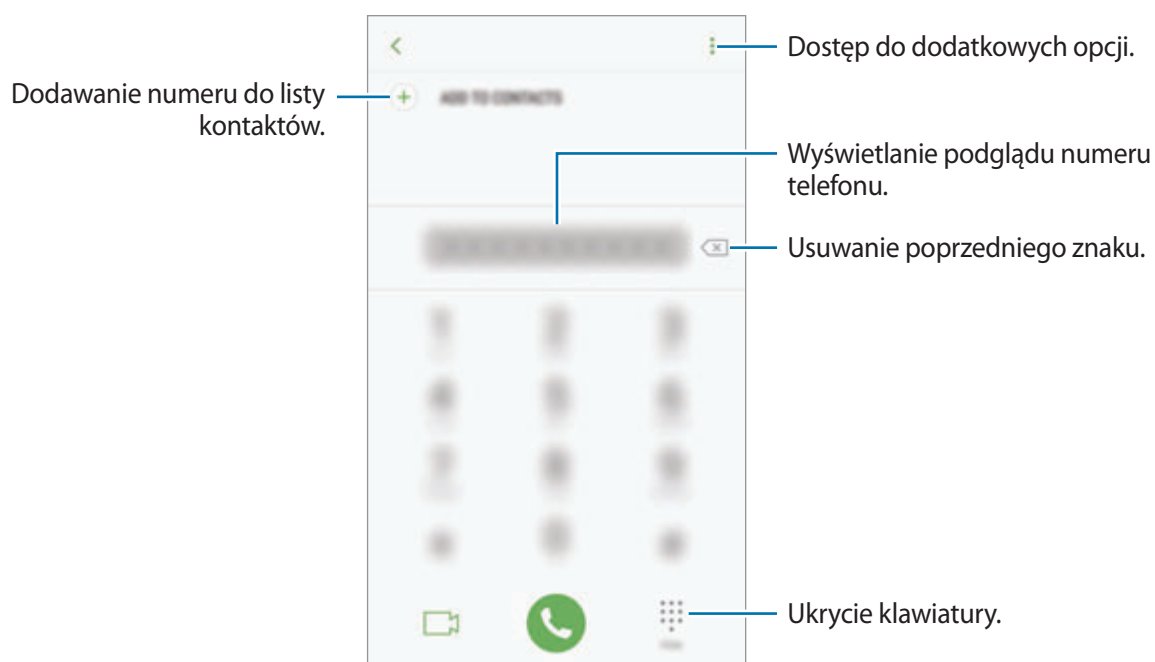 Dostęp do dodatkowych opcji.
Dodawanie numeru do listy
kontaktów.
ADD TO CONTACTS
Wyświetlanie podglądu numeru
telefonu.
Usuwanie poprzedniego znaku.
Ukrycie klawiatury.